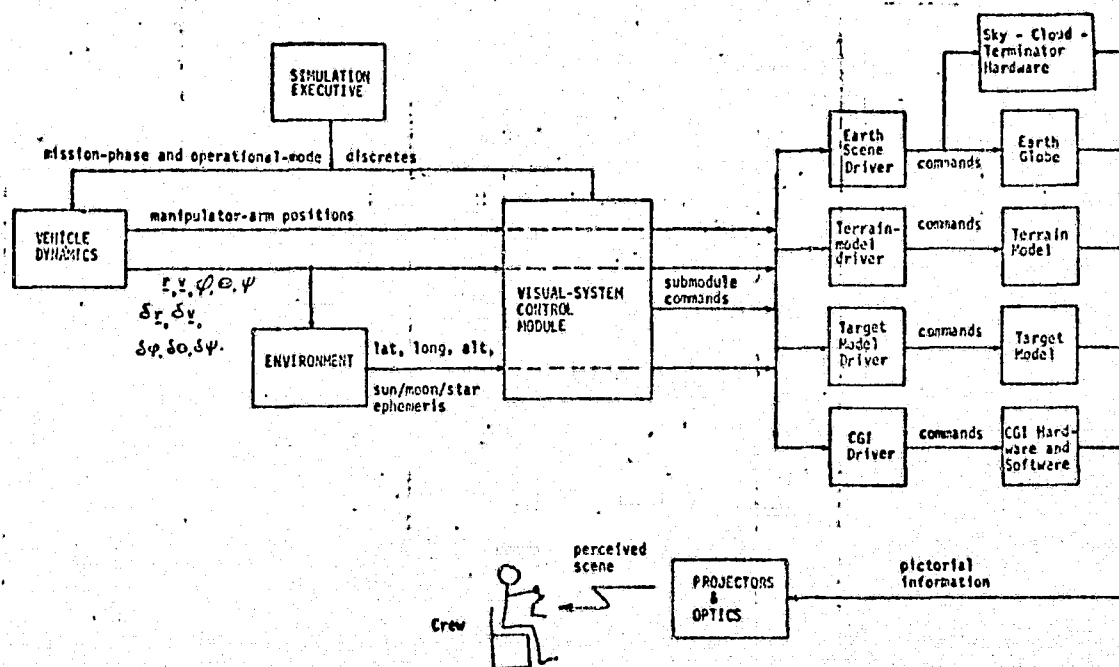 Sky - Cloud -
Terminator
Hardware
SIMULATION
EXECUTIVE
Earth
Scene
Driver
commands
Earth
Globe
mission-phase and operational-mode discretes
VEHICLE
DYNAMICS
manipulator-arm positions
r, v, φ, Θ, ψ
δr, δv,
δφ, δΘ, δψ.
ENVIRONMENT
lat, long, alt,
sun/moon/star
ephemeris
VISUAL-SYSTEM
CONTROL
MODULE
submodule
commands
Terrain-
model
driver
commands
Terrain
Model
Target
Model
Driver
commands
Target
Model
CGI
Driver
commands
CGI Hard-
ware and
Software
perceived
scene
Crew
PROJECTORS
&
OPTICS
pictorial
information